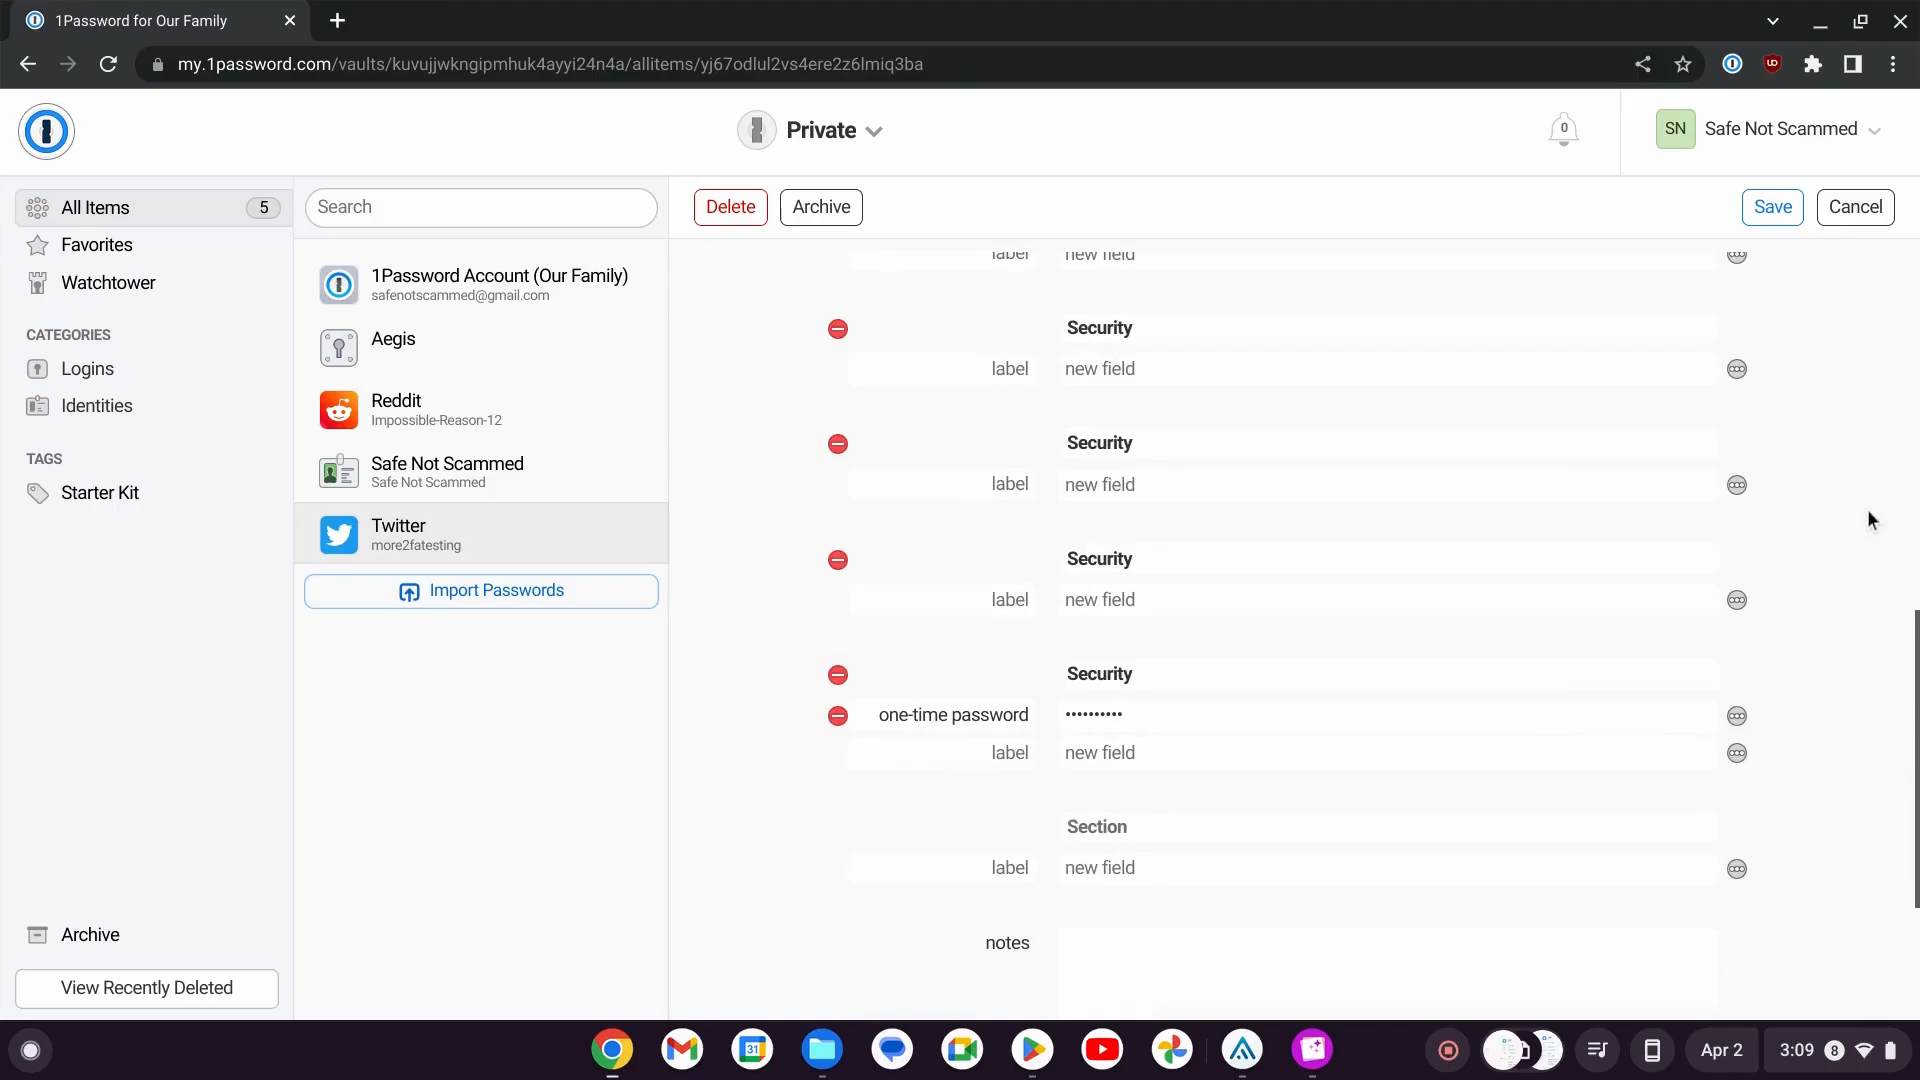 1Password for Our Family
my.1password.com/vaults/kuvujjwkngipmhuk4ayyi24n4a/allitems/yj67odlul2vs4ere2z6lmiq3ba
Private
0
SN Safe Not Scammed
All Items 5
Favorites
Watchtower
CATEGORIES
Logins
Identities
TAGS
Starter Kit
Archive
View Recently Deleted
Search
1Password Account (Our Family)
safenotscammed@gmail.com
Aegis
Reddit
Impossible-Reason-12
Safe Not Scammed
Safe Not Scammed
Twitter
more2fatesting
Import Passwords
Delete Archive Save Cancel
label new field
Security
label new field
Security
label new field
Security
label new field
Security
one-time password ••••••••••
label new field
Section
label new field
notes
31
Apr 2 3:09 8